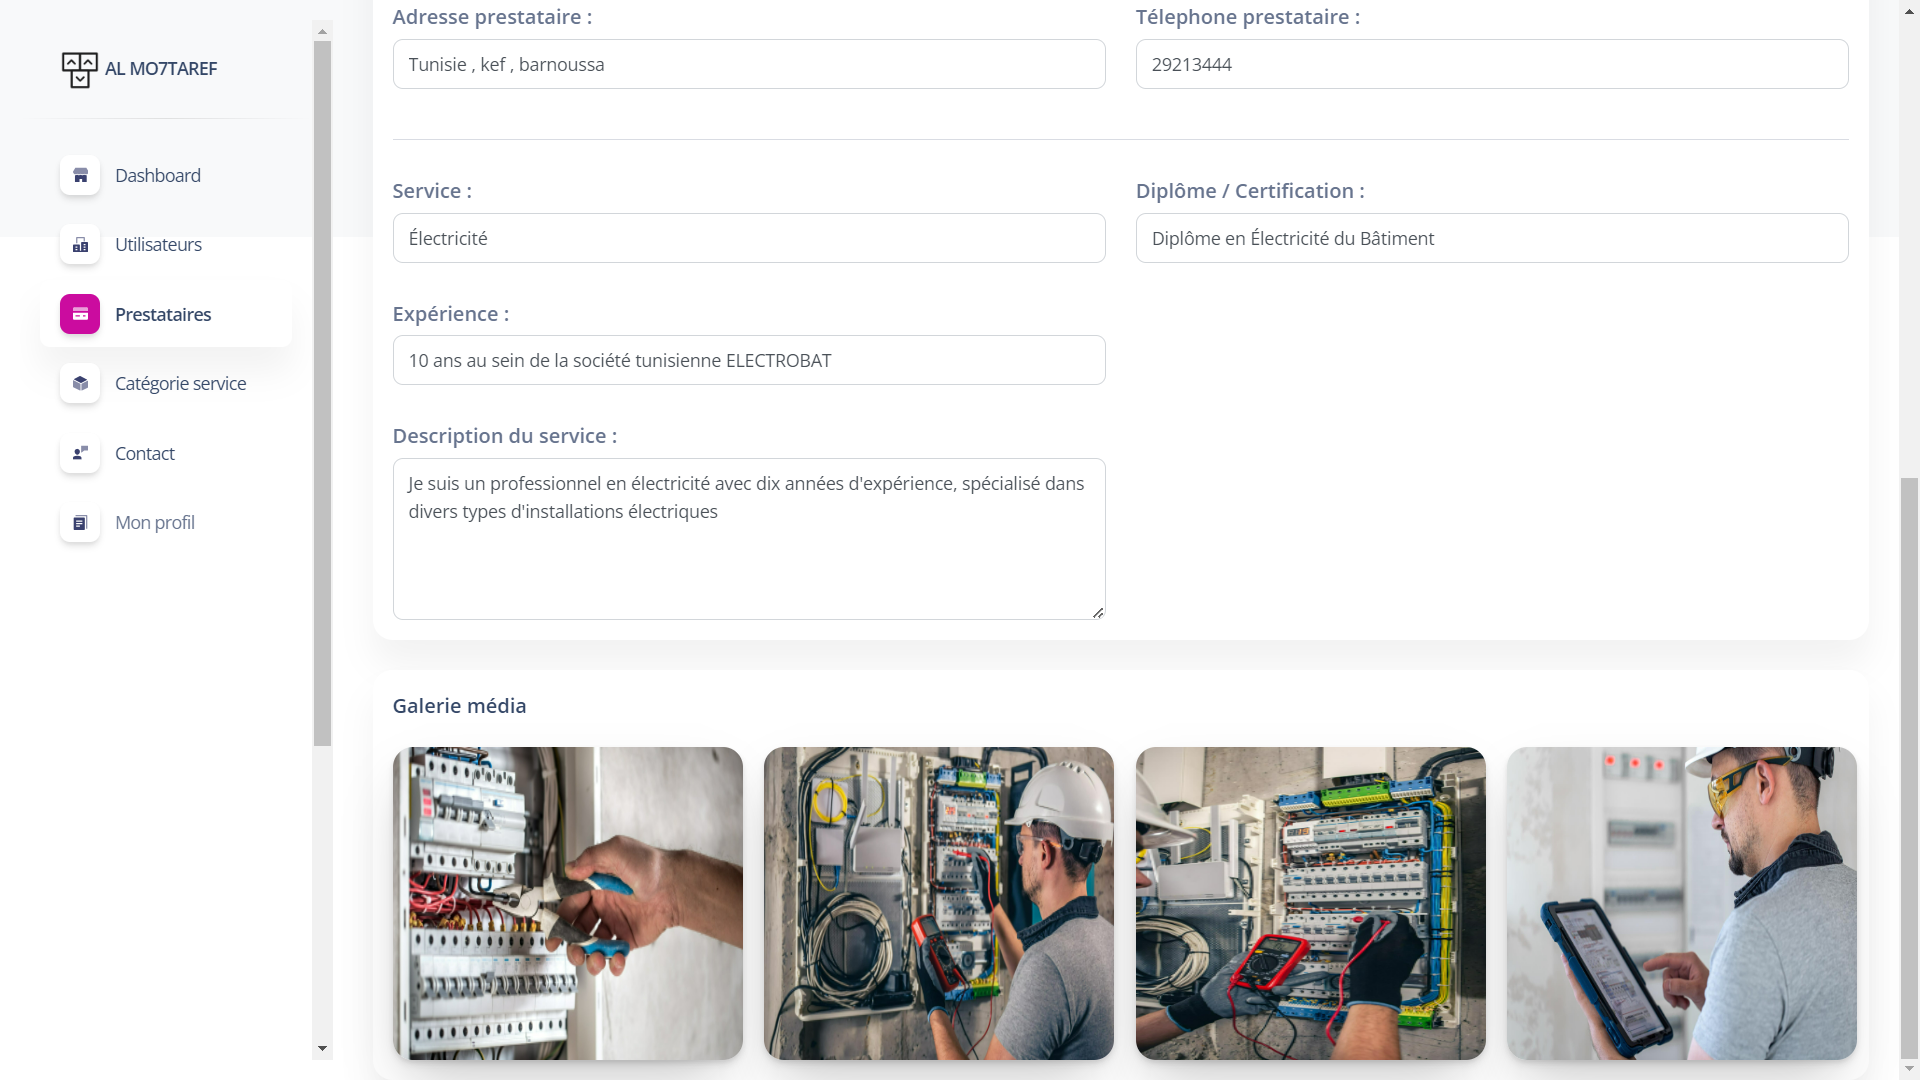 AL MO7TAREF
Dashboard
Utilisateurs
Prestataires
Catégorie service
Contact
Mon profil
Adresse prestataire :
Tunisie , kef , barnoussa
Télephone prestataire :
29213444
Service :
Électricité
Diplôme / Certification :
Diplôme en Électricité du Bâtiment
Expérience :
10 ans au sein de la société tunisienne ELECTROBAT
Description du service :
Je suis un professionnel en électricité avec dix années d'expérience, spécialisé dans
divers types d'installations électriques
Galerie média